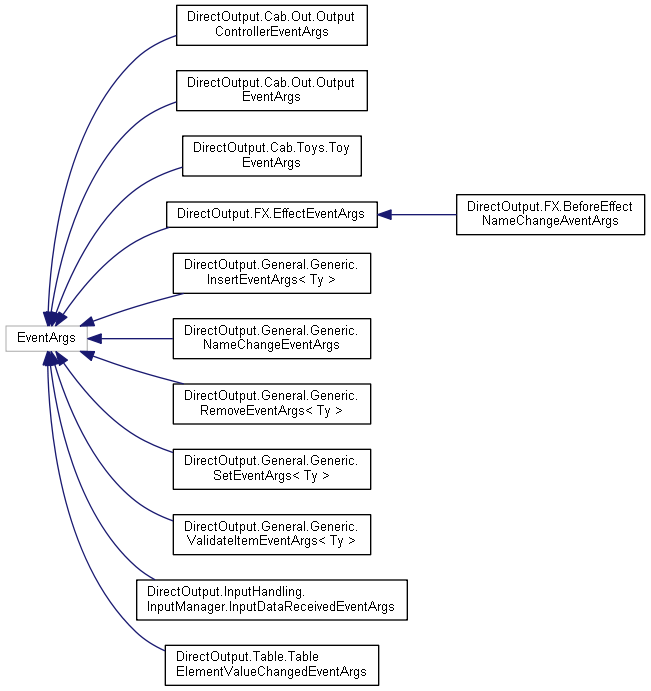 DirectOutput.Cab.Out.Output
ControllerEventArgs
DirectOutput.Cab.Out.Output
EventArgs
DirectOutput.Cab.Toys.Toy
EventArgs
DirectOutput.FX.EffectEventArgs
DirectOutput.FX.BeforeEffect
NameChangeAventArgs
DirectOutput.General.Generic.
InsertEventArgs< Ty >
EventArgs
DirectOutput.General.Generic.
NameChangeEventArgs
DirectOutput.General.Generic.
RemoveEventArgs< Ty >
DirectOutput.General.Generic.
SetEventArgs< Ty >
DirectOutput.General.Generic.
ValidateItemEventArgs< Ty >
DirectOutput.InputHandling.
InputManager.InputDataReceivedEventArgs
DirectOutput.Table.Table
ElementValueChangedEventArgs